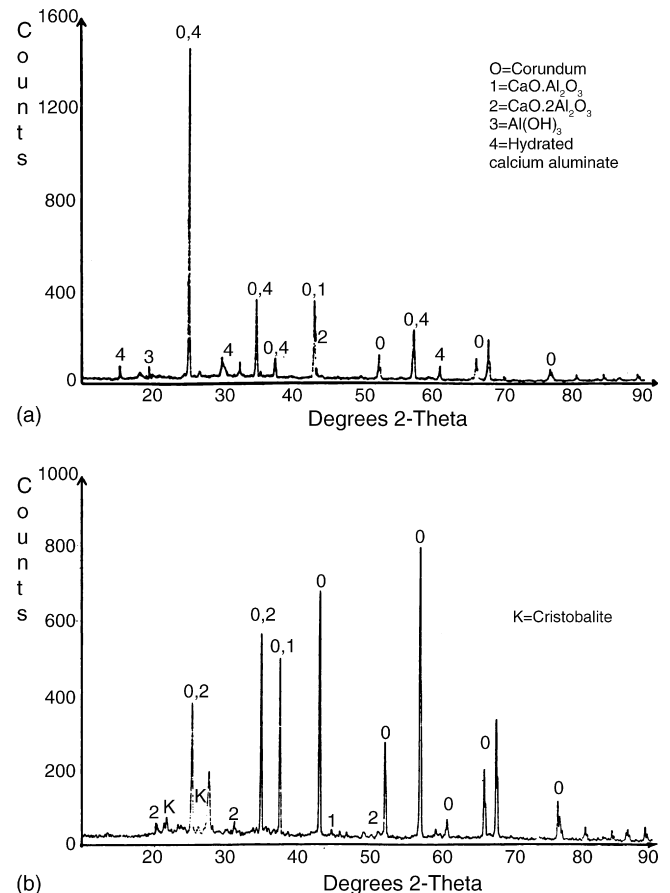 1600
C
o
u
n
t
s
1200
800
400
0
0,4
O=Corundum
1=CaO.Al₂O₃
2=CaO.2Al₂O₃
3=Al(OH)₃
4=Hydrated
calcium aluminate
4
3
4
0,4
0,4
0,1
2
0
0,4
4
0
0
20 30 40 50 60 70 80 90
(a)
Degrees 2-Theta
1000
C
o
u
n
t
s
800
600
400
200
0
K=Cristobalite
2
K
0,2
K
2
0,2
0,1
0
1
2
0
0
0
0
0
20 30 40 50 60 70 80 90
(b)
Degrees 2-Theta